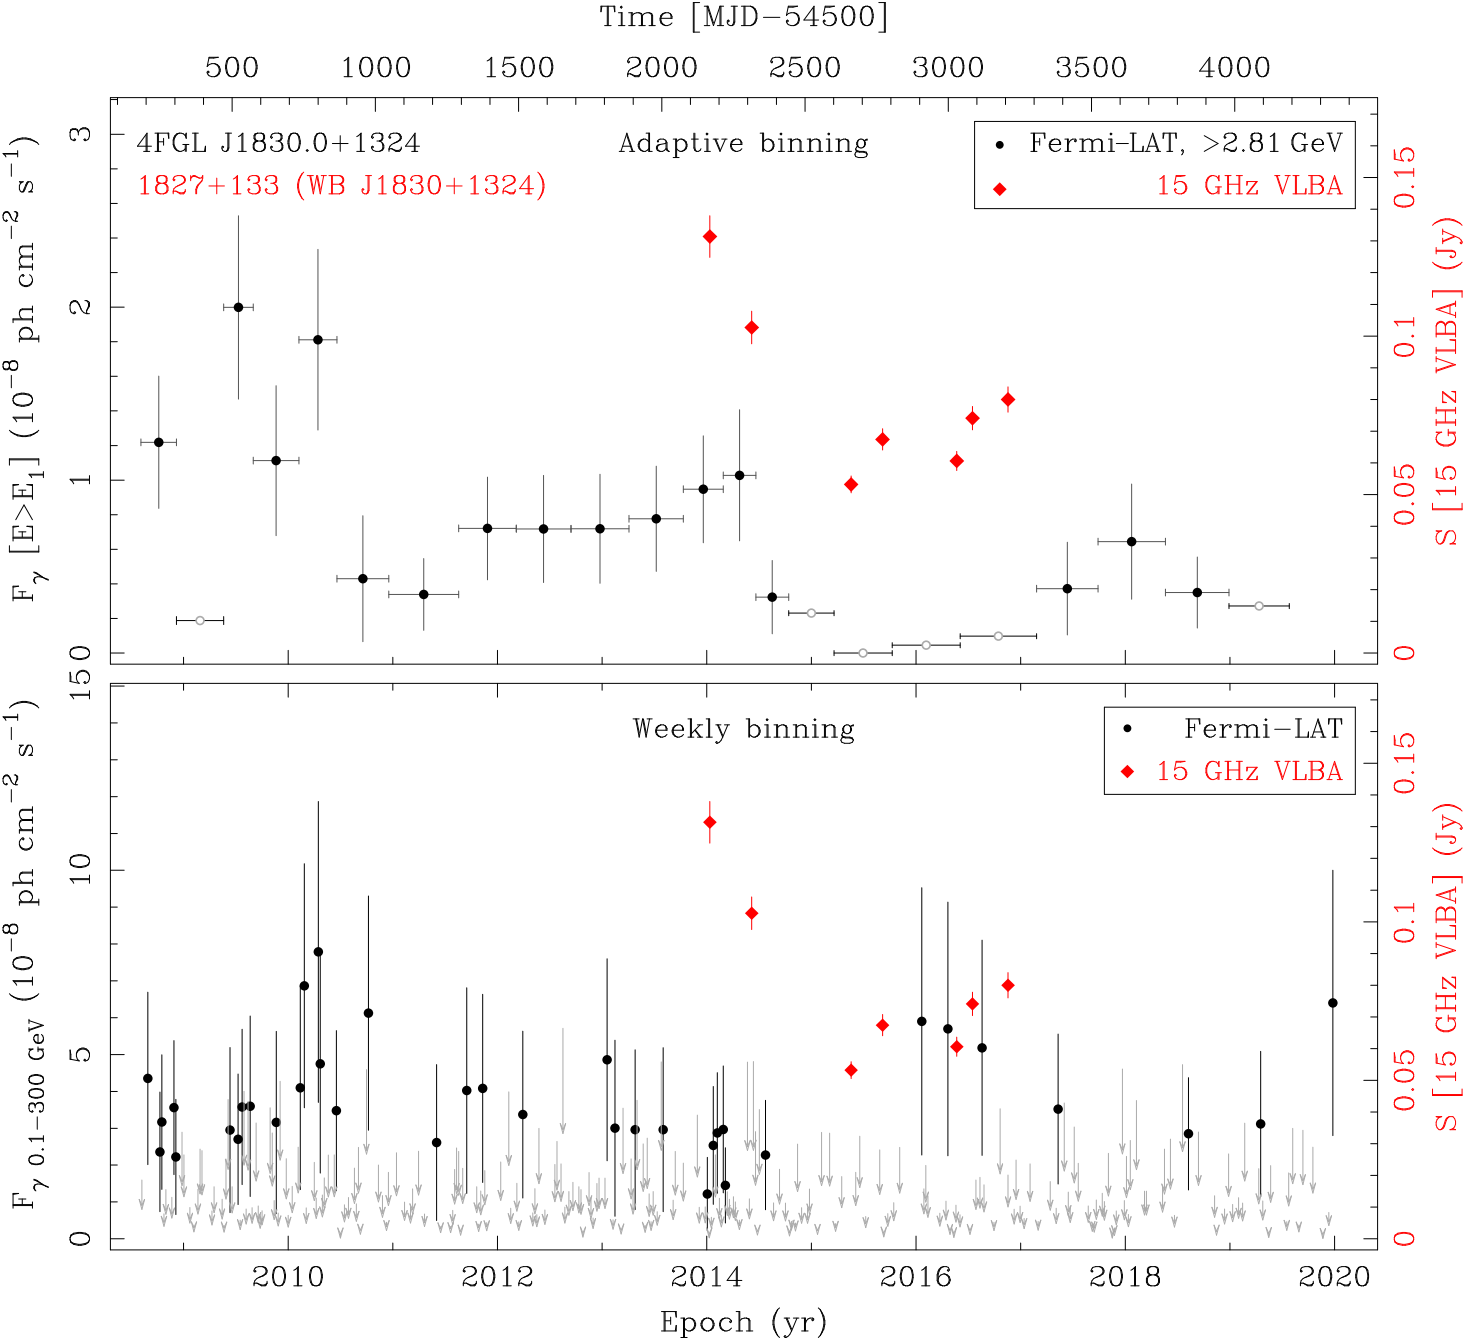 Time [MJD−54500]
500 1000 1500 2000 2500 3000 3500 4000
4FGL J1830.0+1324
1827+133 (WB J1830+1324)
Adaptive binning
Fermi−LAT, >2.81 GeV
15 GHz VLBA
F_γ [E>E_1] (10^−8 ph cm^−2 s^−1)
3
2
1
0
S [15 GHz VLBA] (Jy)
0.15
0.1
0.05
0
Weekly binning
Fermi−LAT
15 GHz VLBA
F_γ 0.1−300 GeV (10^−8 ph cm^−2 s^−1)
15
10
5
0
S [15 GHz VLBA] (Jy)
0.15
0.1
0.05
0
2010 2012 2014 2016 2018 2020
Epoch (yr)